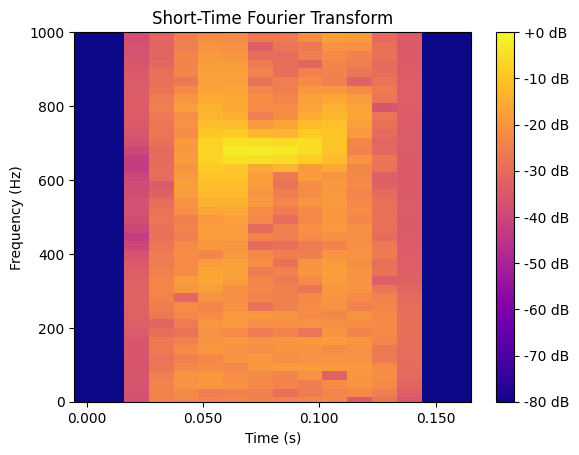 Short-Time Fourier Transform
1000
800
600
400
200
0
Frequency (Hz)
0.000
0.050
0.100
0.150
Time (s)
+0 dB
-10 dB
-20 dB
-30 dB
-40 dB
-50 dB
-60 dB
-70 dB
-80 dB